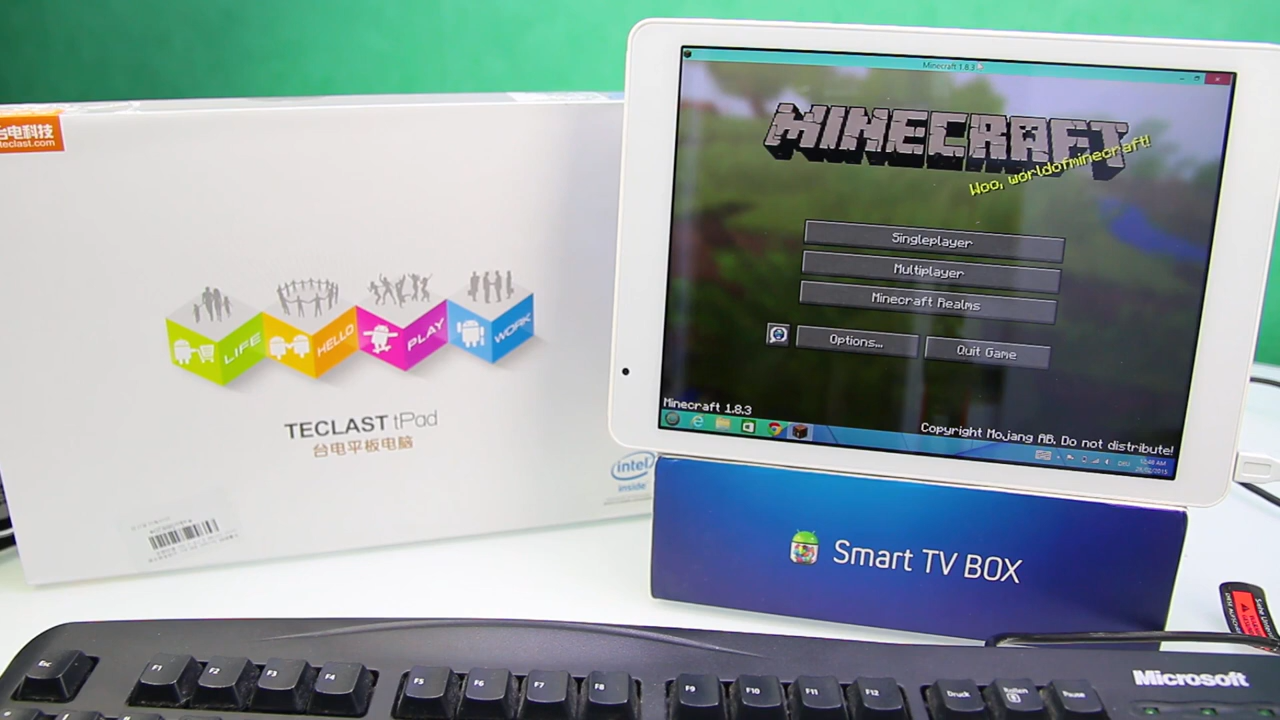 台电科技
teclast.com
LIFE
HELLO
PLAY
WORK
TECLAST tPad
台电平板电脑
intel
inside
Minecraft 1.8.3
MINECRAFT
Woo, worldofminecraft!
Singleplayer
Multiplayer
Minecraft Realms
Options...
Quit Game
Minecraft 1.8.3
Copyright Mojang AB. Do not distribute!
DEU
Smart TV BOX
Microsoft
Esc
F1
F2
F3
F4
F5
F6
F7
F8
F9
F10
F11
F12
Druck
Rollen
Pause